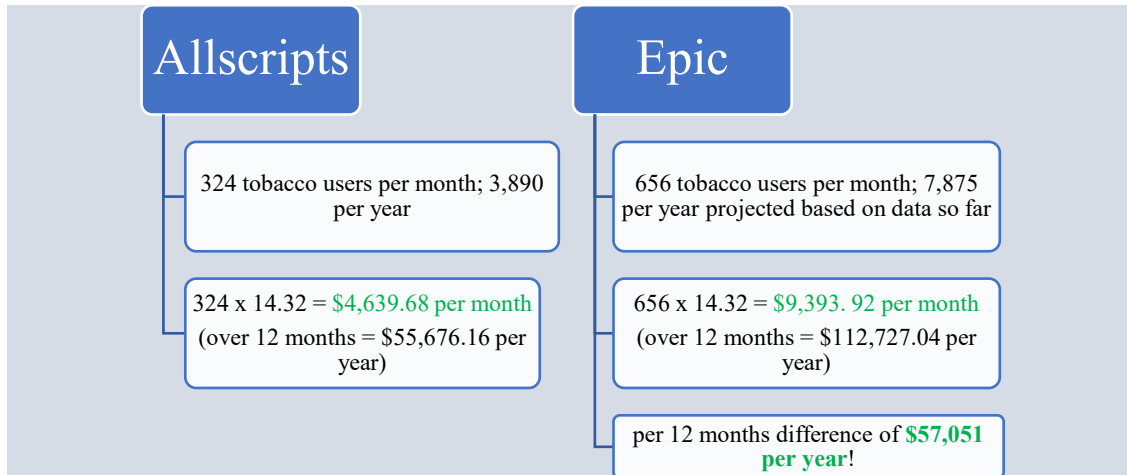 Allscripts
324 tobacco users per month; 3,890
per year
324 x 14.32 = $4,639.68 per month
(over 12 months = $55,676.16 per
year)
Epic
656 tobacco users per month; 7,875
per year projected based on data so far
656 x 14.32 = $9,393. 92 per month
(over 12 months = $112,727.04 per
year)
per 12 months difference of $57,051
per year!